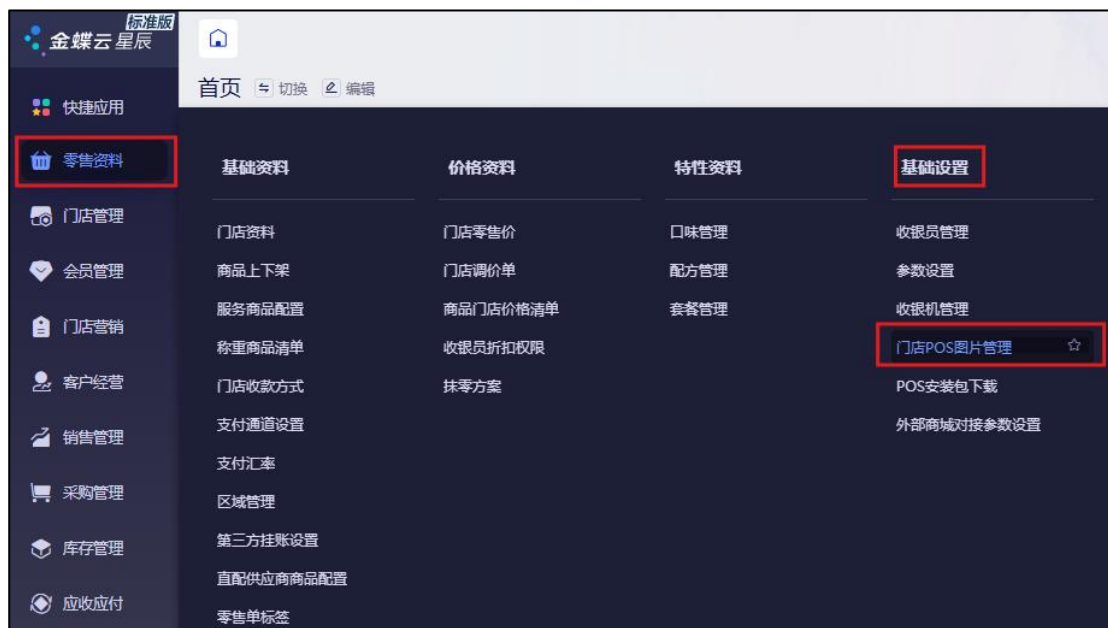 标准版
金蝶云星辰
首页 切换 编辑
快捷应用
零售资料
门店管理
会员管理
门店营销
客户经营
销售管理
采购管理
库存管理
应收应付
基础资料
门店资料
商品上下架
服务商品配置
称重商品清单
门店收款方式
支付通道设置
支付汇率
区域管理
第三方挂账设置
直配供应商商品配置
零售单标签
价格资料
门店零售价
门店调价单
商品门店价格清单
收银员折扣权限
抹零方案
特性资料
口味管理
配方管理
套餐管理
基础设置
收银员管理
参数设置
收银机管理
门店POS图片管理
POS安装包下载
外部商城对接参数设置